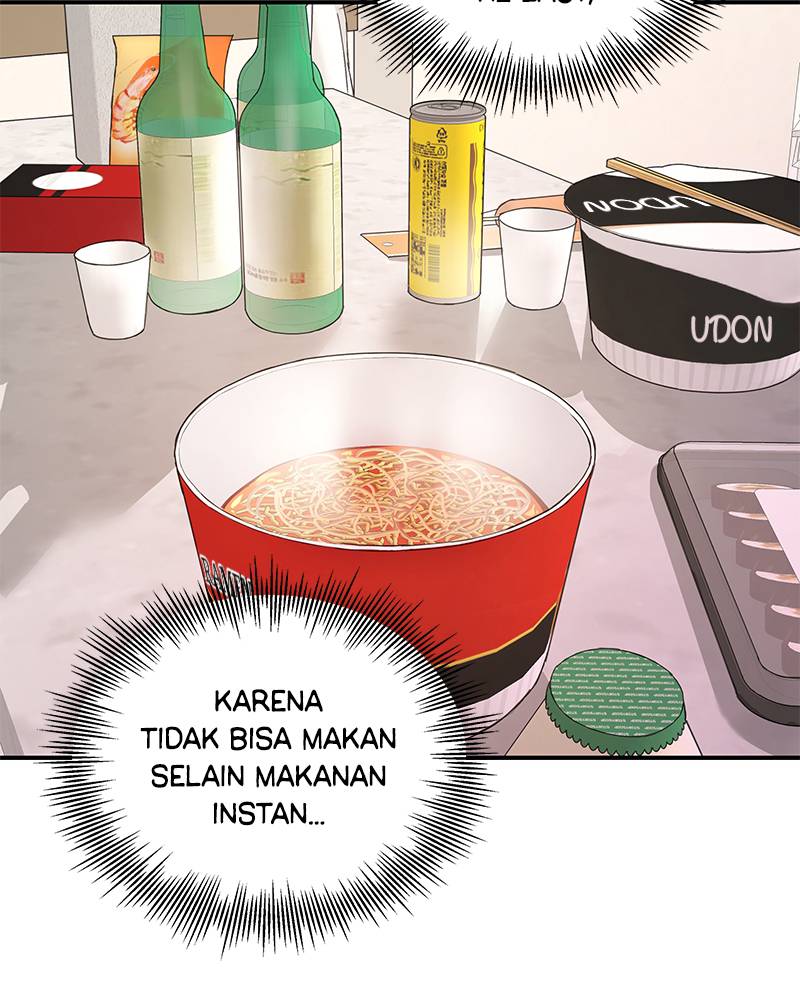 UDON
UDON
KARENA
TIDAK BISA MAKAN
SELAIN MAKANAN
INSTAN...